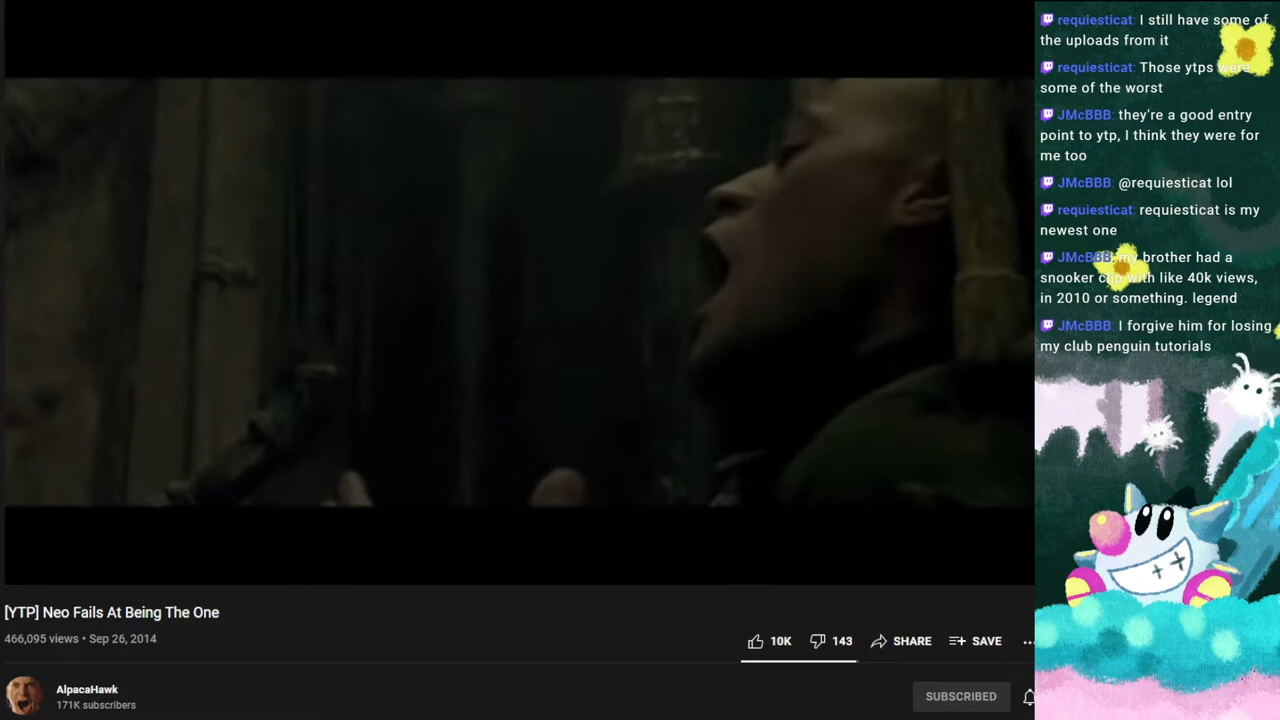 requiesticat: I still have some of
the uploads from it
requiesticat: Those ytps were
some of the worst
JMcBBB: they're a good entry
point to ytp, I think they were for
me too
JMcBBB: @requiesticat lol
requiesticat: requiesticat is my
newest one
JMcBBB: my brother had a
snooker clip with like 40k views,
in 2010 or something. legend
JMcBBB: I forgive him for losing
my club penguin tutorials
[YTP] Neo Fails At Being The One
466,095 views • Sep 26, 2014
10K 143 SHARE SAVE
AlpacaHawk
171K subscribers
SUBSCRIBED